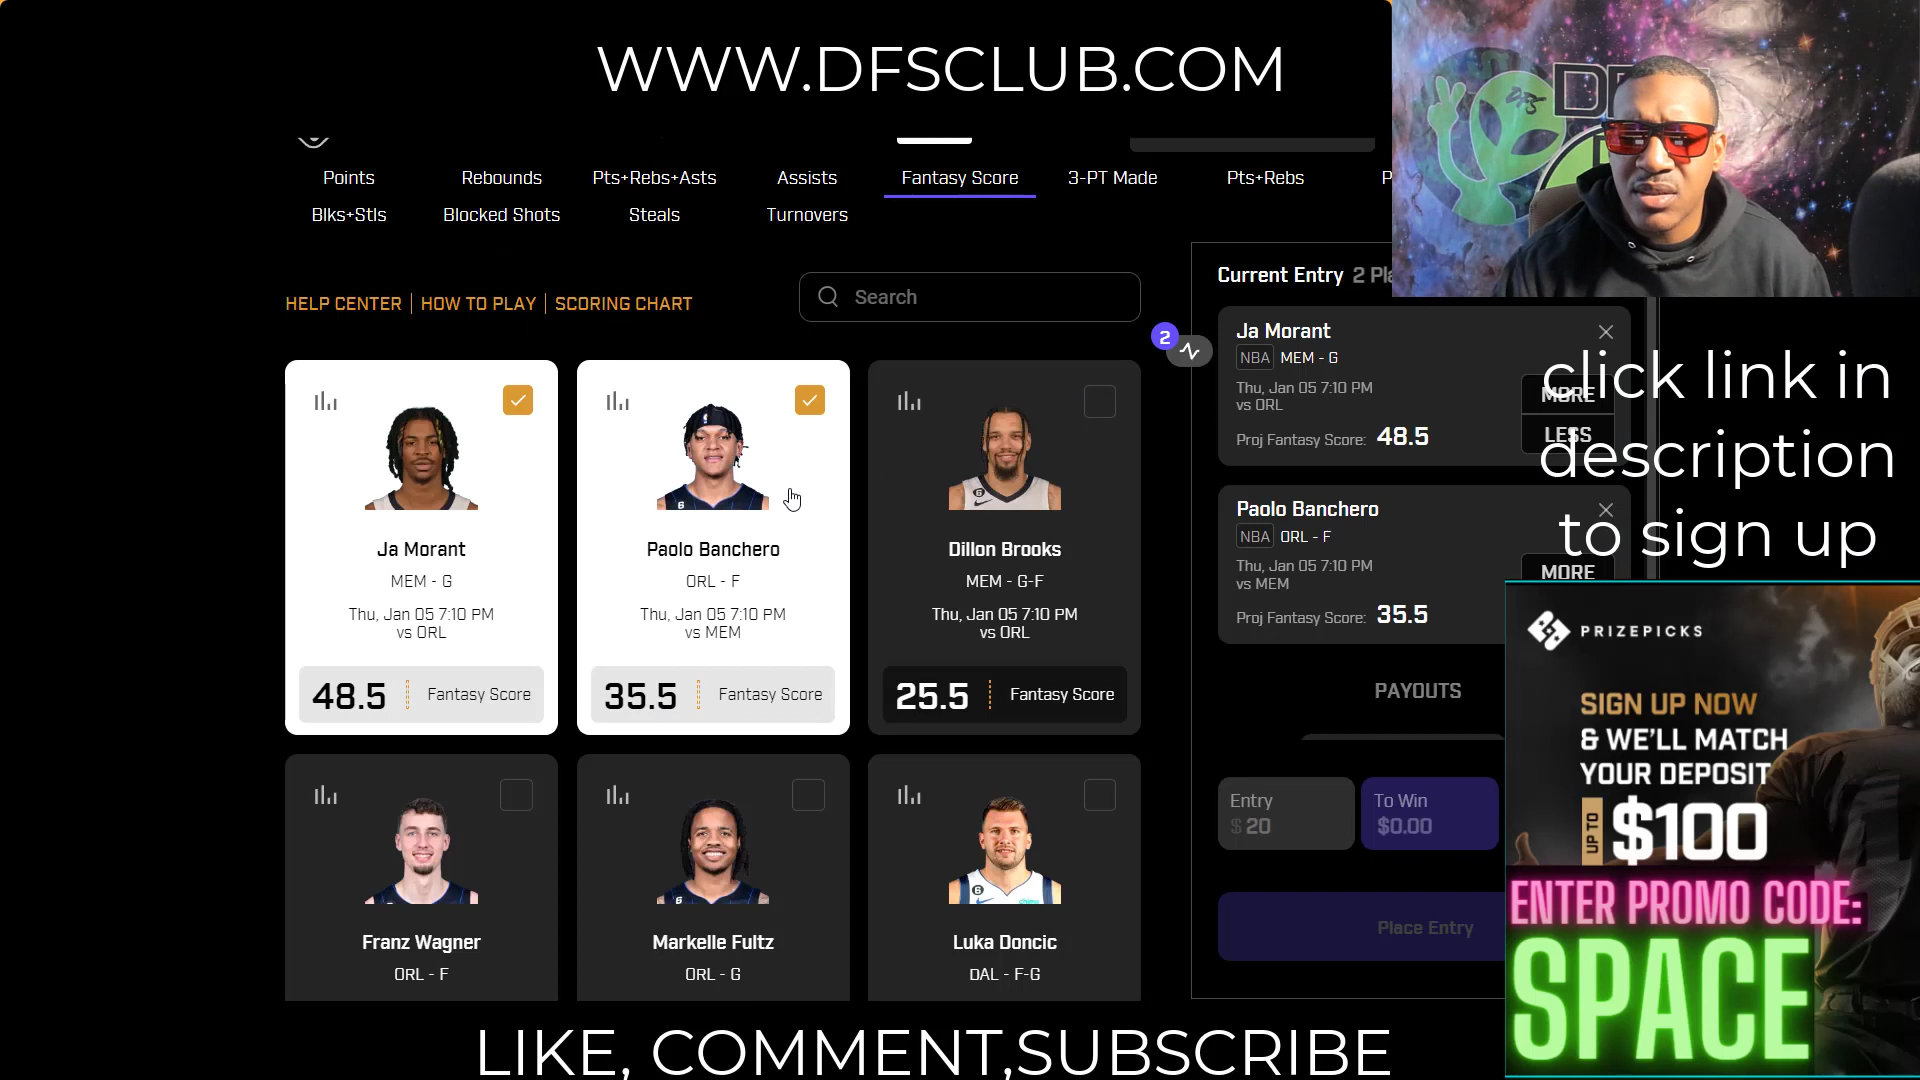 WWW.DFSCLUB.COM
Points
Rebounds
Pts+Rebs+Asts
Assists
Fantasy Score
3-PT Made
Pts+Rebs
P
Blks+Stls
Blocked Shots
Steals
Turnovers
HELP CENTER | HOW TO PLAY | SCORING CHART
Search
Ja Morant
MEM - G
Thu, Jan 05 7:10 PM
vs ORL
48.5 Fantasy Score
Paolo Banchero
ORL - F
Thu, Jan 05 7:10 PM
vs MEM
35.5 Fantasy Score
Dillon Brooks
MEM - G-F
Thu, Jan 05 7:10 PM
vs ORL
25.5 Fantasy Score
Franz Wagner
ORL - F
Markelle Fultz
ORL - G
Luka Doncic
DAL - F-G
2
Current Entry 2 Pla
Ja Morant
NBA MEM - G
Thu, Jan 05 7:10 PM
vs ORL
Proj Fantasy Score: 48.5
MORE
LESS
Paolo Banchero
NBA ORL - F
Thu, Jan 05 7:10 PM
vs MEM
Proj Fantasy Score: 35.5
MORE
PAYOUTS
Entry
$ 20
To Win
$0.00
Place Entry
click link in
description
to sign up
PRIZEPICKS
SIGN UP NOW
& WE'LL MATCH
YOUR DEPOSIT
UP TO $100
ENTER PROMO CODE:
SPACE
LIKE, COMMENT,SUBSCRIBE